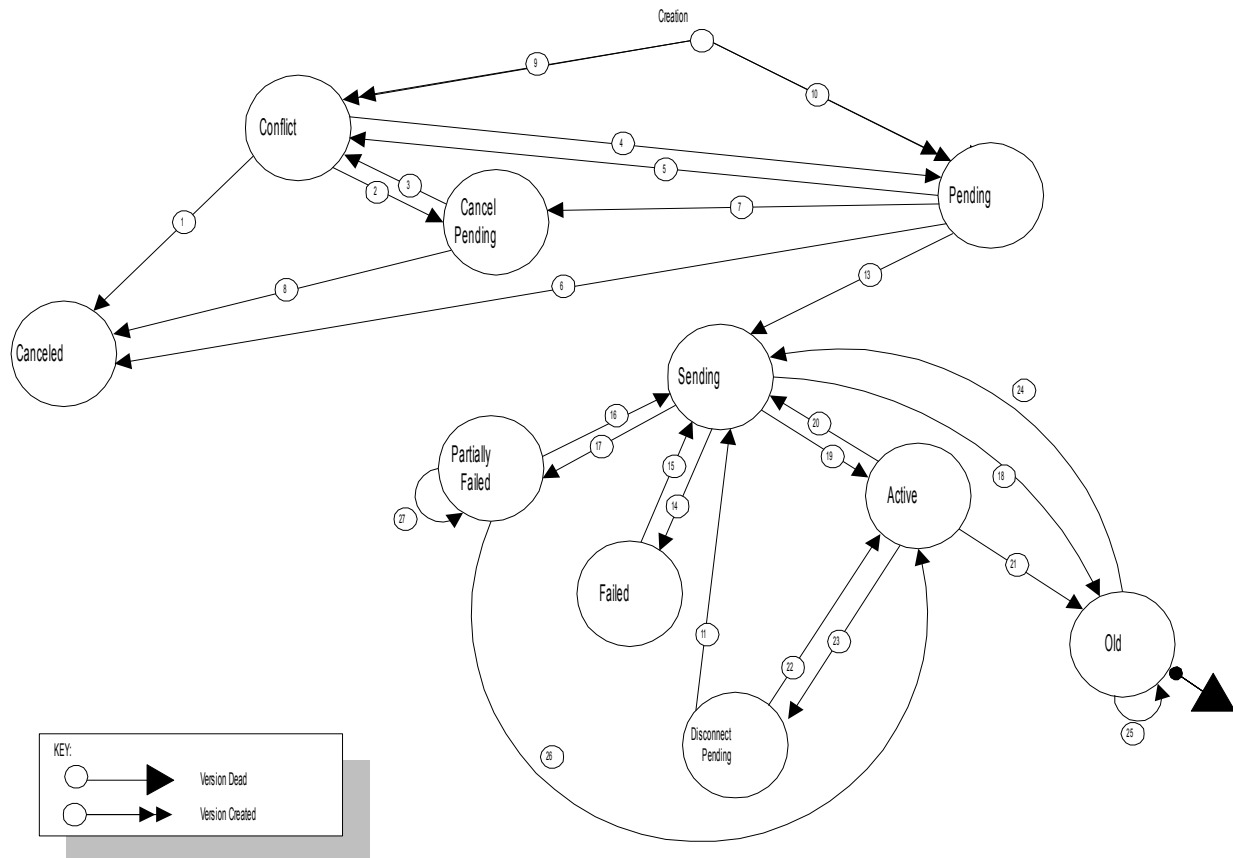 Creation
9
10
Conflict
4
5
3
2
Cancel
Pending
7
Pending
1
8
6
13
Canceled
Sending
24
16
17
20
19
Partially
Failed
15
18
14
Active
27
21
Failed
11
23
22
Old
Disconnect
Pending
25
26
KEY:
Version Dead
Version Created